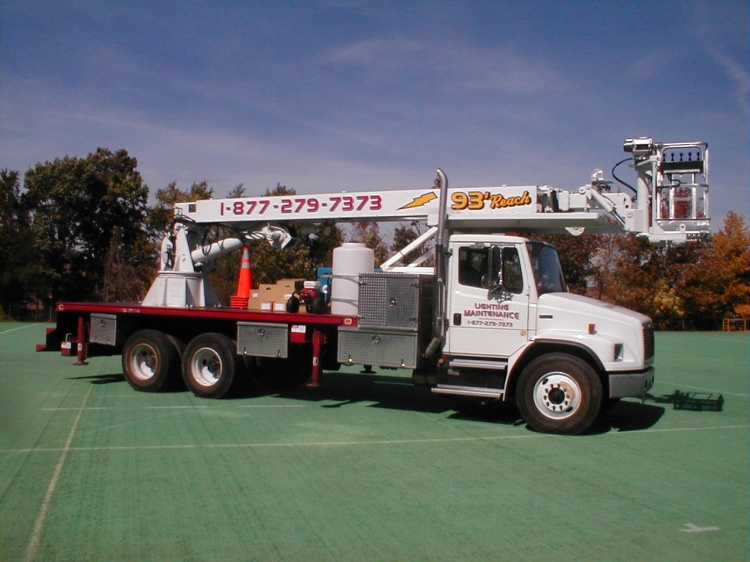 1-877-279-7373
93' Reach
LIGHTING
MAINTENANCE
1-877-279-7373